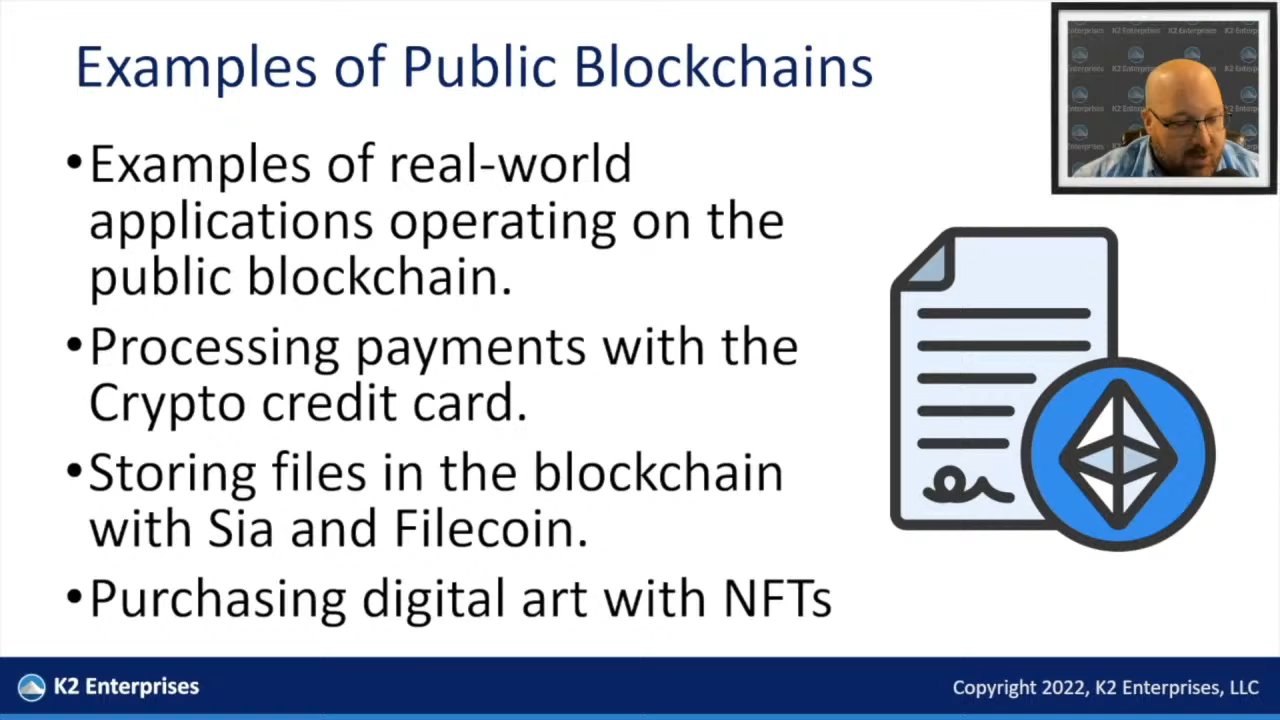 Examples of Public Blockchains
•Examples of real-world
applications operating on the
public blockchain.
•Processing payments with the
Crypto credit card.
•Storing files in the blockchain
with Sia and Filecoin.
•Purchasing digital art with NFTs
K2 Enterprises
Copyright 2022, K2 Enterprises, LLC